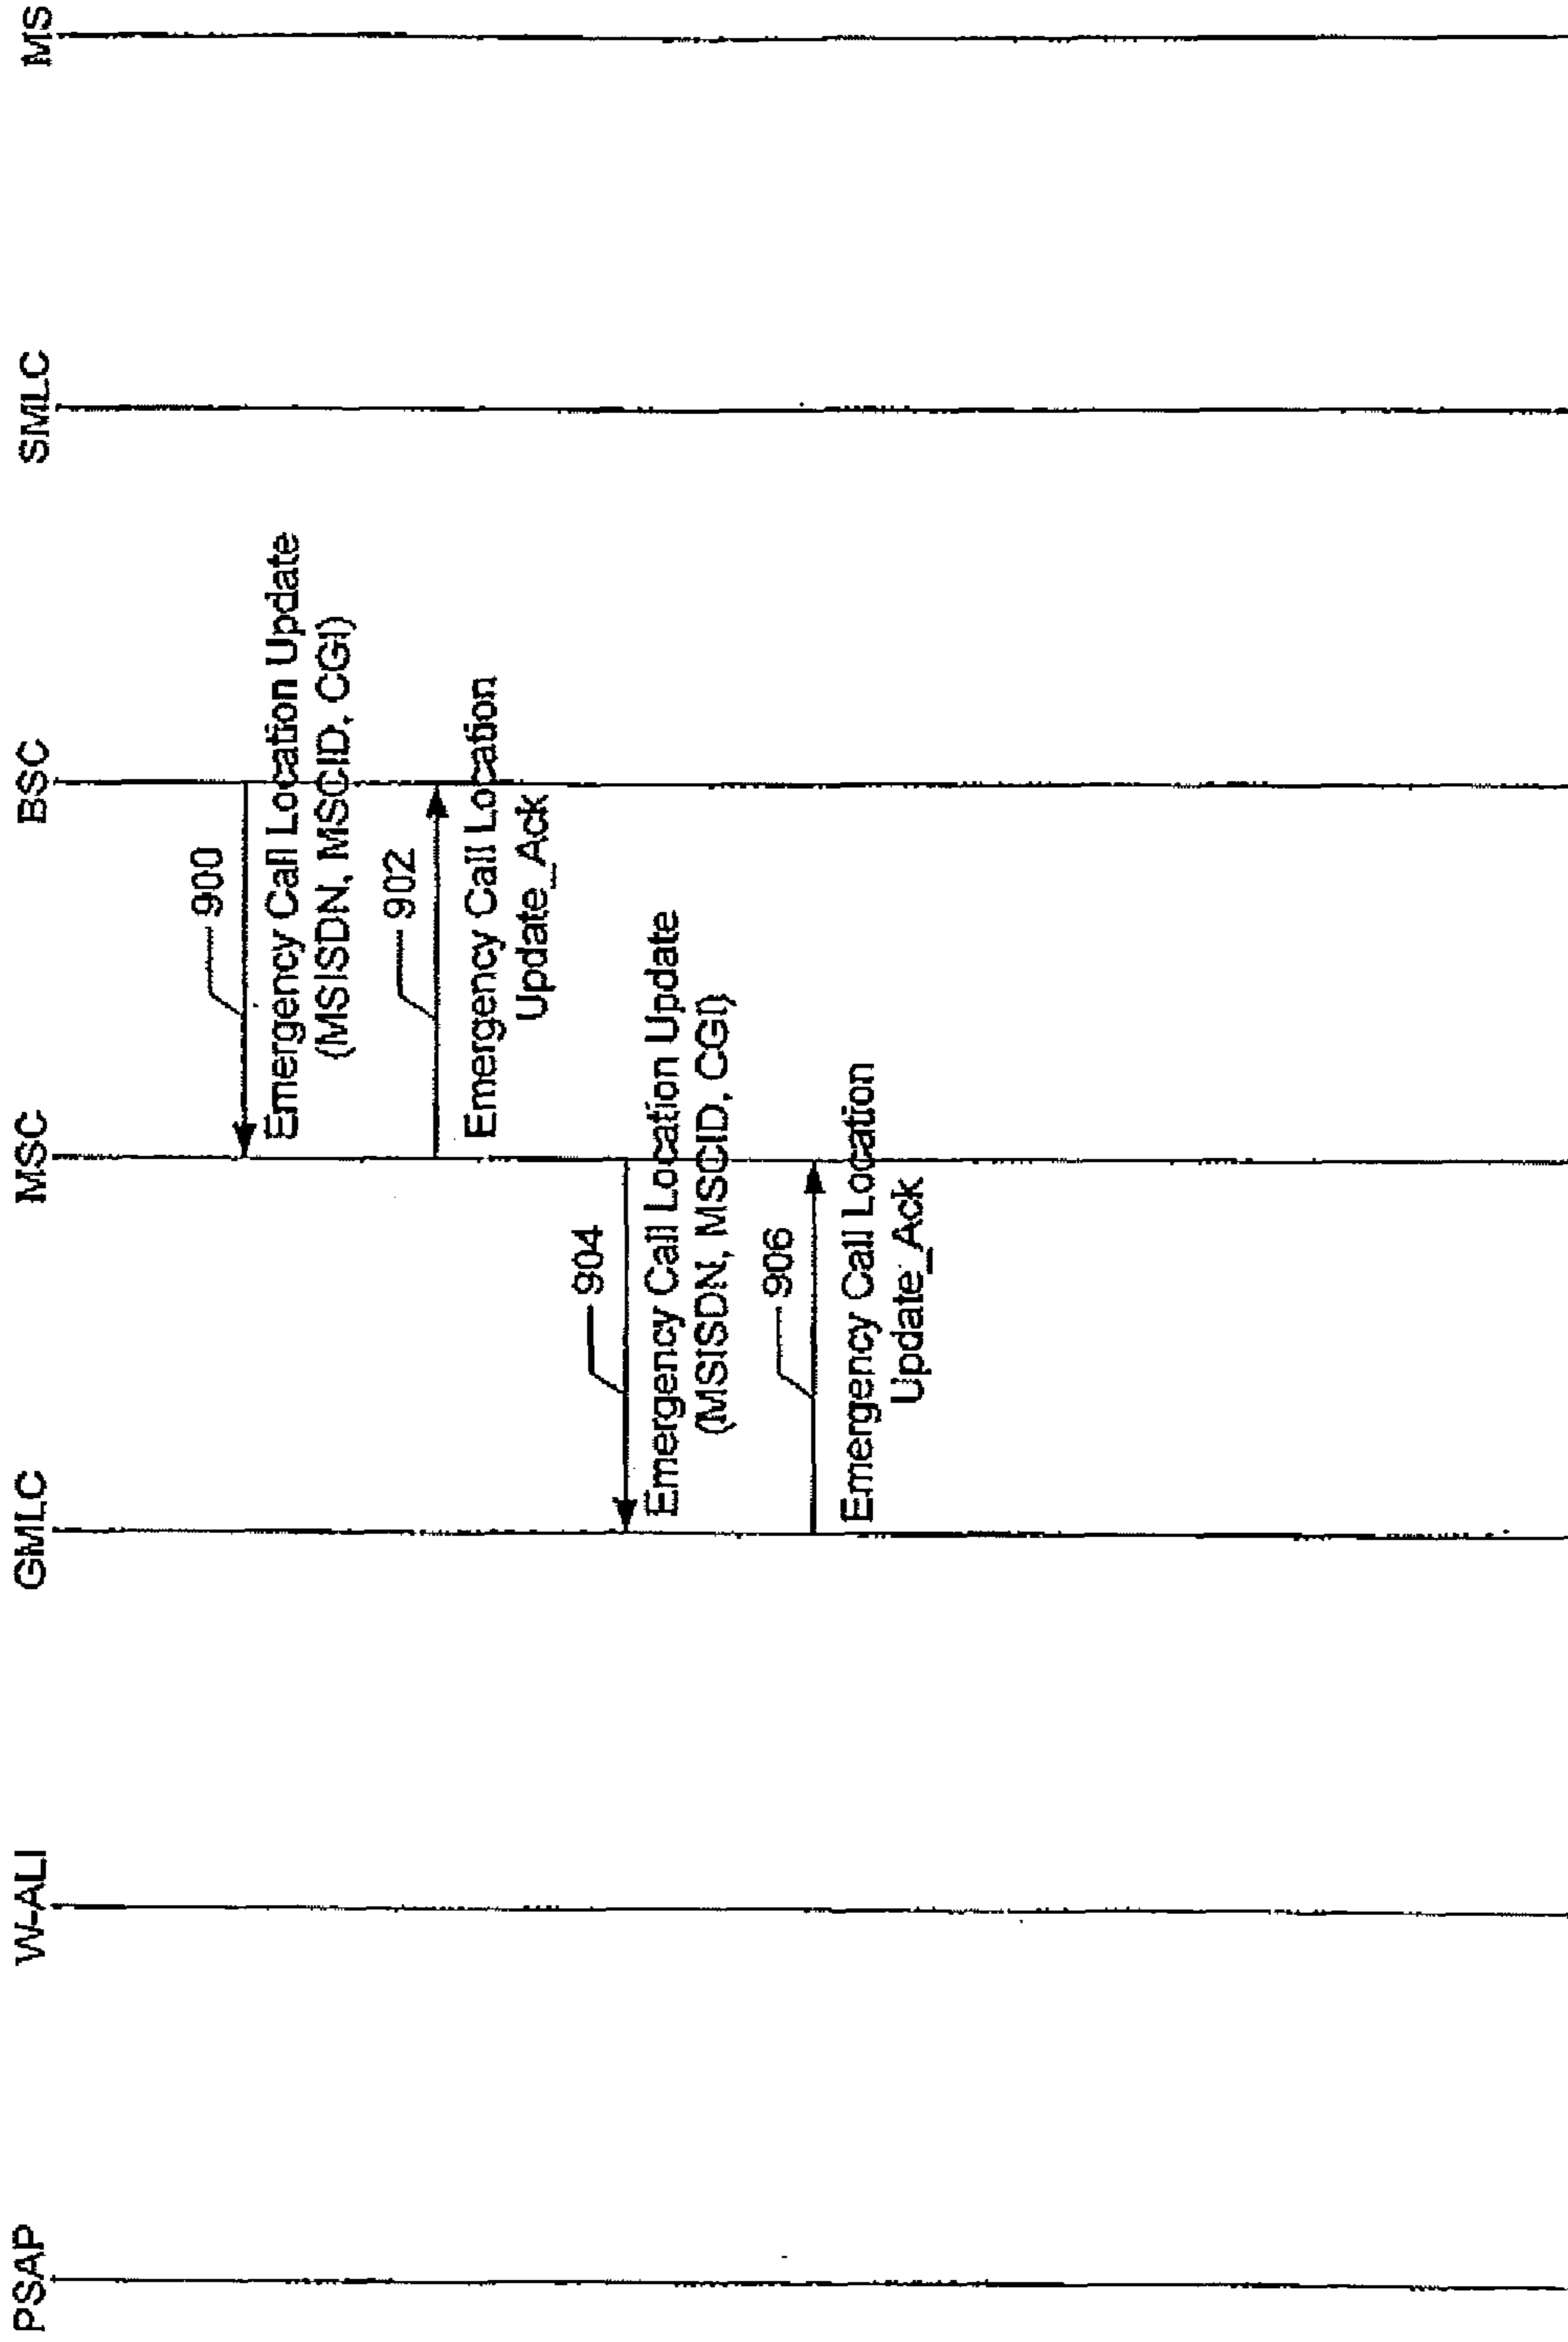 PSAP
W-ALI
GMLC
MSC
BSC
SMLC
MS
900
Emergency Call Location Update
(MSISDN, MSCID, CGI)
902
Emergency Call Location
Update_Ack
904
Emergency Call Location Update
(MSISDN, MSCID, CGI)
906
Emergency Call Location
Update_Ack